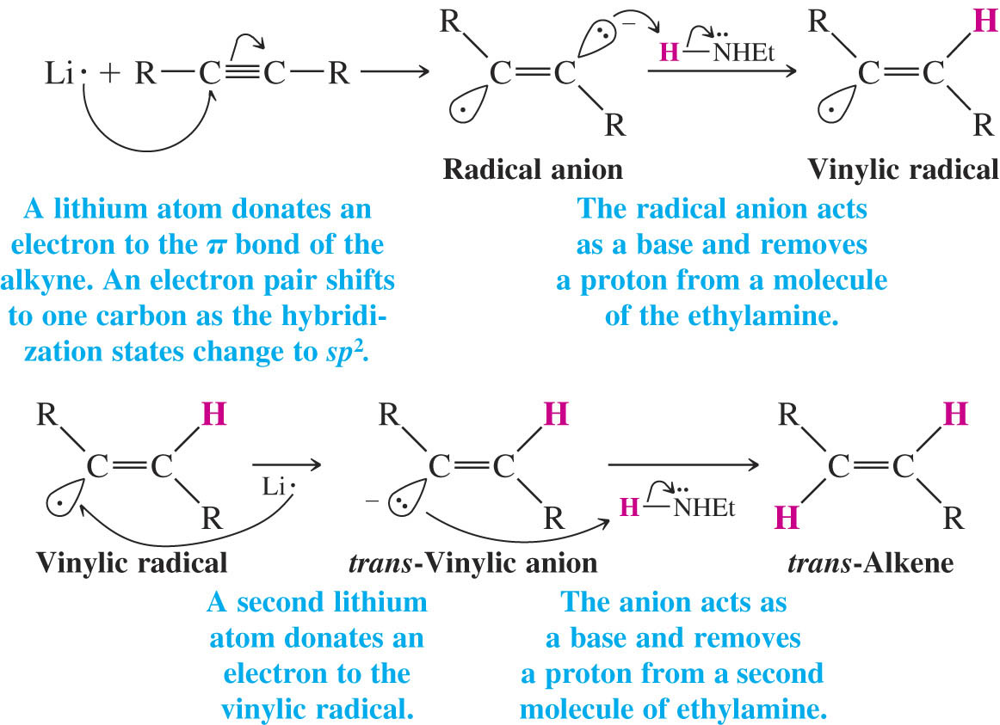 Li· + R—C≡C—R
R
C=C
R
−
H—N̈HEt
R
H
C=C
R
Radical anion
Vinylic radical
A lithium atom donates an
electron to the π bond of the
alkyne. An electron pair shifts
to one carbon as the hybridi-
zation states change to sp².
The radical anion acts
as a base and removes
a proton from a molecule
of the ethylamine.
R
H
C=C
R
Li·
R
H
C=C
−
R
H—N̈HEt
R
H
C=C
H
R
Vinylic radical
trans-Vinylic anion
trans-Alkene
A second lithium
atom donates an
electron to the
vinylic radical.
The anion acts as
a base and removes
a proton from a second
molecule of ethylamine.